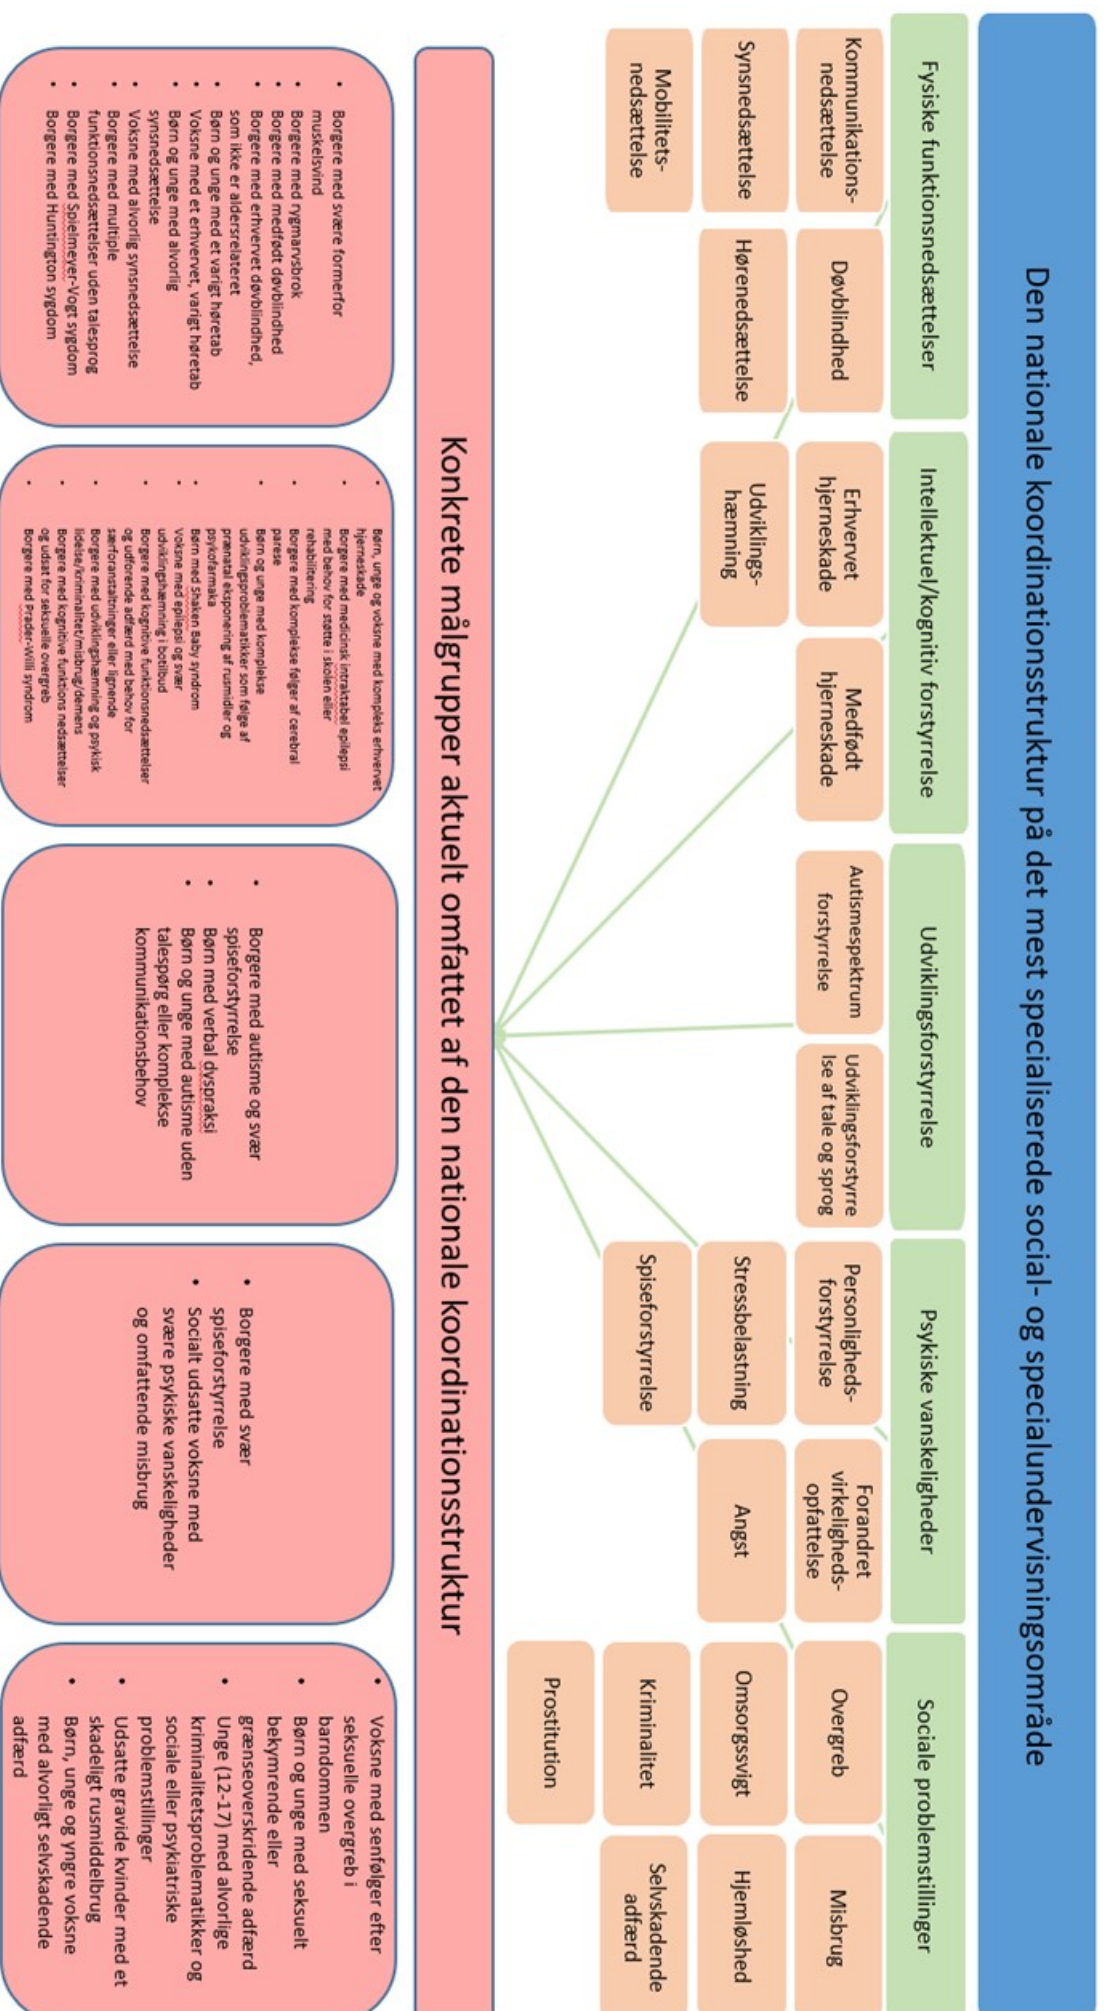 Den nationale koordinationsstruktur på det mest specialiserede social- og specialundervisningsområde
Fysiske funktionsnedsættelser
Kommunikations-
nedsættelse
Døvblindhed
Synsnedsættelse
Hørenedsættelse
Mobilitets-
nedsættelse
Intellektuel/kognitiv forstyrrelse
Erhvervet
hjerneskade
Medfødt
hjerneskade
Udviklings-
hæmning
Udviklingsforstyrrelse
Autismespektrum
forstyrrelse
Udviklingsforstyrre
lse af tale og sprog
Psykiske vanskeligheder
Personligheds-
forstyrrelse
Forandret
virkeligheds-
opfattelse
Stressbelastning
Angst
Spiseforstyrrelse
Sociale problemstillinger
Overgreb
Misbrug
Omsorgssvigt
Hjemløshed
Kriminalitet
Selvskadende
adfærd
Prostitution
Konkrete målgrupper aktuelt omfattet af den nationale koordinationsstruktur
• Borgere med svære formerfor
muskelsvind
• Borgere med rygmarvsbrok
• Borgere med medfødt døvblindhed
• Borgere med erhvervet døvblindhed,
som ikke er aldersrelateret
• Børn og unge med et varigt høretab
• Voksne med et erhvervet, varigt høretab
• Børn og unge med alvorlig
synsnedsættelse
• Voksne med alvorlig synsnedsættelse
• Borgere med multiple
funktionsnedsættelser uden talesprog
• Borgere med Spielmeyer-Vogt sygdom
• Borgere med Huntington sygdom
• Børn, unge og voksne med kompleks erhvervet
hjerneskade
• Borgere med medicinsk intraktabel epilepsi
med behov for støtte i skolen eller
rehabilitering
• Borgere med komplekse følger af cerebral
parese
• Børn og unge med komplekse
udviklingsproblematikker som følge af
prænatal eksponering af rusmidler og
psykofarmaka
• Børn med Shaken Baby syndrom
• Voksne med epilepsi og svær
udviklingshæmning i botilbud
• Borgere med kognitive funktionsnedsættelser
og udforende adfærd med behov for
særforanstaltninger eller lignende
• Borgere med udviklingshæmning og psykisk
lidelse/kriminalitet/misbrug/demens
• Borgere med kognitive funktions nedsættelser
og udsat for seksuelle overgreb
• Borgere med Prader-Willi syndrom
• Borgere med autisme og svær
spiseforstyrrelse
• Børn med verbal dyspraksi
• Børn og unge med autisme uden
talespørg eller komplekse
kommunikationsbehov
• Borgere med svær
spiseforstyrrelse
• Socialt udsatte voksne med
svære psykiske vanskeligheder
og omfattende misbrug
• Voksne med senfølger efter
seksuelle overgreb i
barndommen
• Børn og unge med seksuelt
bekymrende eller
grænseoverskridende adfærd
• Unge (12-17) med alvorlige
kriminalitetsproblematikker og
sociale eller psykiatriske
problemstillinger
• Udsatte gravide kvinder med et
skadeligt rusmiddelbrug
• Børn, unge og yngre voksne
med alvorligt selvskadende
adfærd